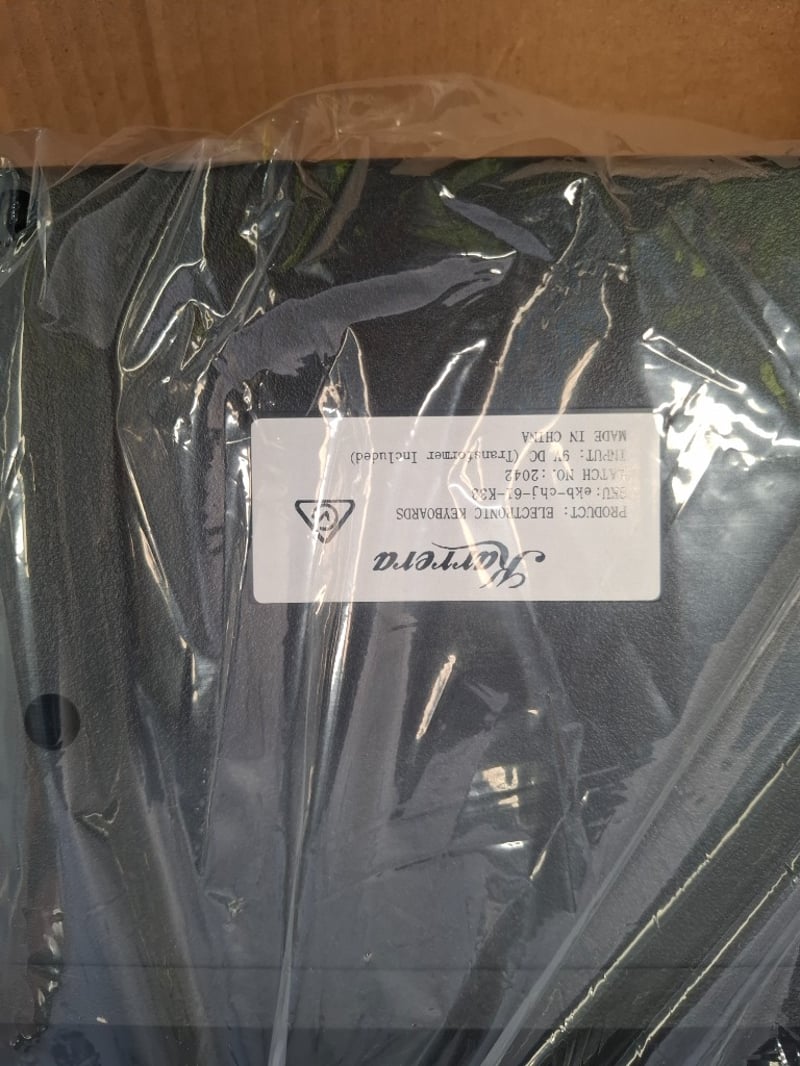 Karrera
PRODUCT: ELECTRONIC KEYBOARDS
SKU:ekb-chj-61-K33
BATCH NO.:2042
INPUT: 9V DC (Transformer Included)
MADE IN CHINA